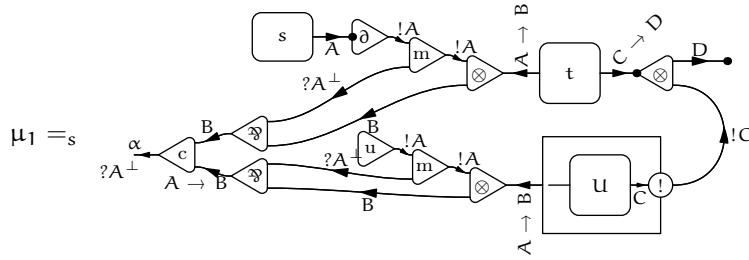 s A ∂ !A m !A ⊗ A → B t C → D ⊗ D
?A⊥
B ⅋ B
μ₁ =ₛ α c u !A !A !C
?A⊥ ?A⊥ m
A → B ⅋ B ⊗ A → B U C !